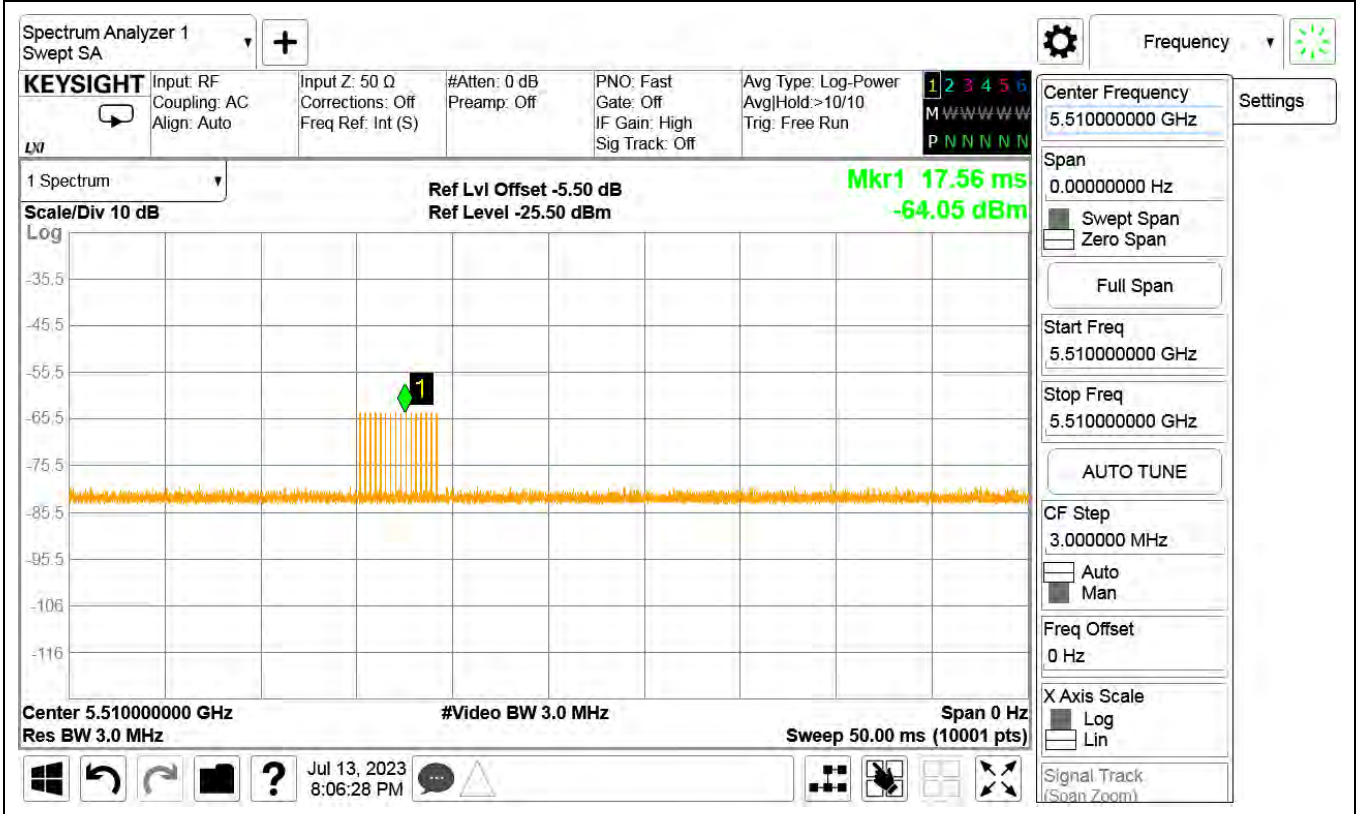 Spectrum Analyzer 1
Swept SA
Frequency
KEYSIGHT
LXI
Input: RF
Coupling: AC
Align: Auto
Input Z: 50 Ω
Corrections: Off
Freq Ref: Int (S)
#Atten: 0 dB
Preamp: Off
PNO: Fast
Gate: Off
IF Gain: High
Sig Track: Off
Avg Type: Log-Power
Avg|Hold:>10/10
Trig: Free Run
1 2 3 4 5 6
M W W W W W
P N N N N N
1 Spectrum
Scale/Div 10 dB
Ref Lvl Offset -5.50 dB
Ref Level -25.50 dBm
Mkr1 17.56 ms
-64.05 dBm
Log
-35.5
-45.5
-55.5
-65.5
-75.5
-85.5
-95.5
-106
-116
1
Center 5.510000000 GHz
Res BW 3.0 MHz
#Video BW 3.0 MHz
Span 0 Hz
Sweep 50.00 ms (10001 pts)
Center Frequency
5.510000000 GHz
Settings
Span
0.00000000 Hz
Swept Span
Zero Span
Full Span
Start Freq
5.510000000 GHz
Stop Freq
5.510000000 GHz
AUTO TUNE
CF Step
3.000000 MHz
Auto
Man
Freq Offset
0 Hz
X Axis Scale
Log
Lin
Signal Track
(Span Zoom)
?
Jul 13, 2023
8:06:28 PM